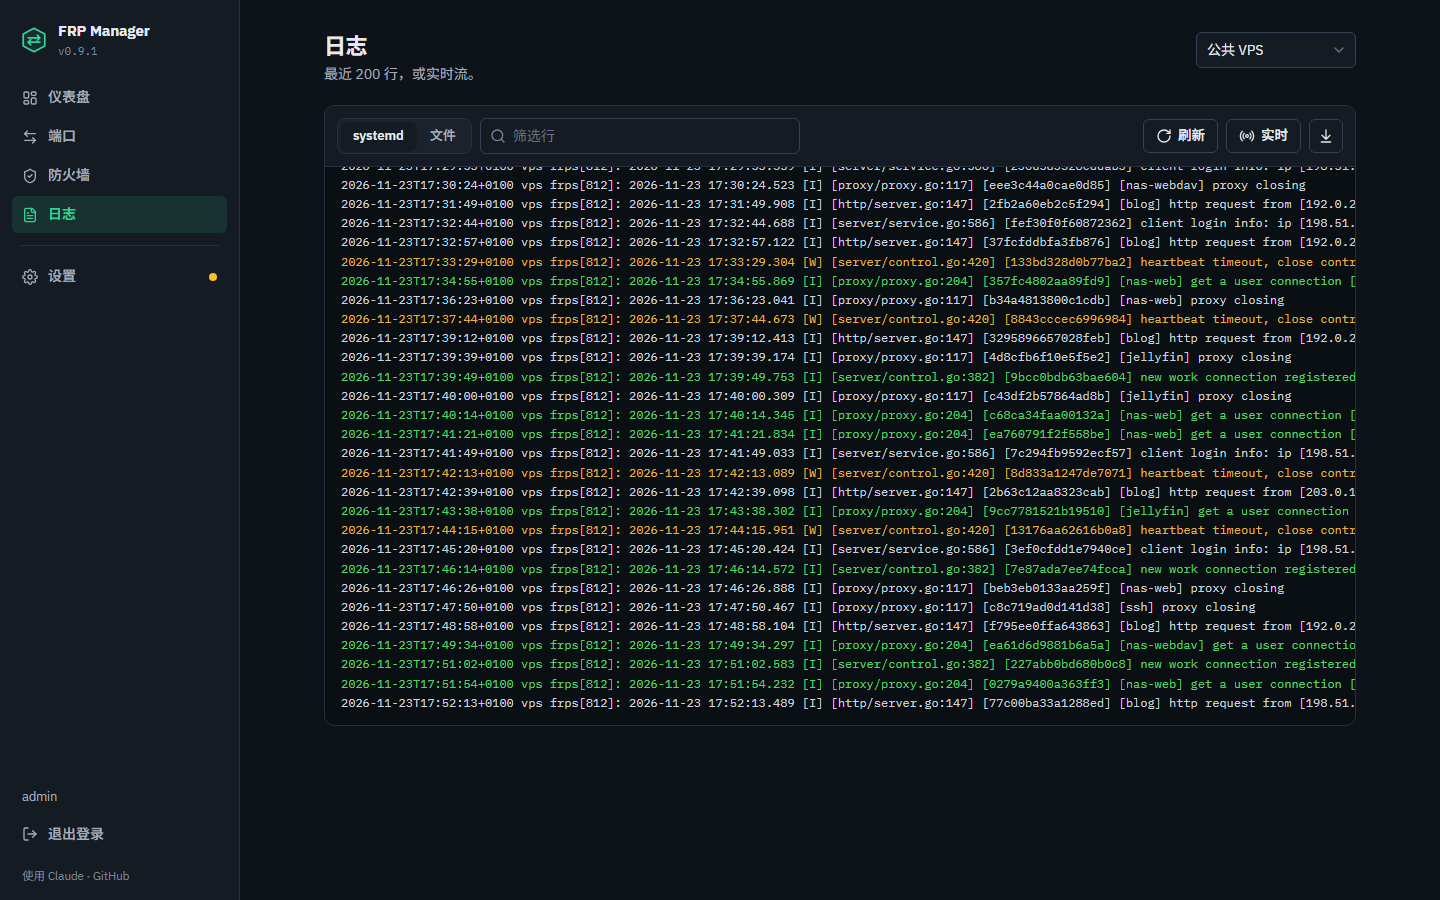 FRP Manager
v0.9.1
仪表盘
端口
防火墙
日志
设置
admin
退出登录
使用 Claude · GitHub
日志
最近 200 行，或实时流。
公共 VPS
systemd
文件
筛选行
刷新
实时
2026-11-23T17:30:24+0100 vps frps[812]: 2026-11-23 17:30:24.523 [I] [proxy/proxy.go:117] [eee3c44a0cae0d85] [nas-webdav] proxy closing
2026-11-23T17:31:49+0100 vps frps[812]: 2026-11-23 17:31:49.908 [I] [http/server.go:147] [2fb2a60eb2c5f294] [blog] http request from [192.0.2
2026-11-23T17:32:44+0100 vps frps[812]: 2026-11-23 17:32:44.688 [I] [server/service.go:586] [fef30f0f60872362] client login info: ip [198.51.
2026-11-23T17:32:57+0100 vps frps[812]: 2026-11-23 17:32:57.122 [I] [http/server.go:147] [37fcfddbfa3fb876] [blog] http request from [192.0.2
2026-11-23T17:33:29+0100 vps frps[812]: 2026-11-23 17:33:29.304 [W] [server/control.go:420] [133bd328d0b77ba2] heartbeat timeout, close contr
2026-11-23T17:34:55+0100 vps frps[812]: 2026-11-23 17:34:55.869 [I] [proxy/proxy.go:204] [357fc4802aa89fd9] [nas-web] get a user connection [
2026-11-23T17:36:23+0100 vps frps[812]: 2026-11-23 17:36:23.041 [I] [proxy/proxy.go:117] [b34a4813800c1cdb] [nas-web] proxy closing
2026-11-23T17:37:44+0100 vps frps[812]: 2026-11-23 17:37:44.673 [W] [server/control.go:420] [8843cccec6996984] heartbeat timeout, close contr
2026-11-23T17:39:12+0100 vps frps[812]: 2026-11-23 17:39:12.413 [I] [http/server.go:147] [3295896657028feb] [blog] http request from [192.0.2
2026-11-23T17:39:39+0100 vps frps[812]: 2026-11-23 17:39:39.174 [I] [proxy/proxy.go:117] [4d8cfb6f10e5f5e2] [jellyfin] proxy closing
2026-11-23T17:39:49+0100 vps frps[812]: 2026-11-23 17:39:49.753 [I] [server/control.go:382] [9bcc0bdb63bae604] new work connection registered
2026-11-23T17:40:00+0100 vps frps[812]: 2026-11-23 17:40:00.309 [I] [proxy/proxy.go:117] [c43df2b57864ad8b] [jellyfin] proxy closing
2026-11-23T17:40:14+0100 vps frps[812]: 2026-11-23 17:40:14.345 [I] [proxy/proxy.go:204] [c68ca34faa00132a] [nas-web] get a user connection [
2026-11-23T17:41:21+0100 vps frps[812]: 2026-11-23 17:41:21.834 [I] [proxy/proxy.go:204] [ea760791f2f558be] [nas-web] get a user connection [
2026-11-23T17:41:49+0100 vps frps[812]: 2026-11-23 17:41:49.033 [I] [server/service.go:586] [7c294fb9592ecf57] client login info: ip [198.51.
2026-11-23T17:42:13+0100 vps frps[812]: 2026-11-23 17:42:13.089 [W] [server/control.go:420] [8d833a1247de7071] heartbeat timeout, close contr
2026-11-23T17:42:39+0100 vps frps[812]: 2026-11-23 17:42:39.098 [I] [http/server.go:147] [2b63c12aa8323cab] [blog] http request from [203.0.1
2026-11-23T17:43:38+0100 vps frps[812]: 2026-11-23 17:43:38.302 [I] [proxy/proxy.go:204] [9cc7781521b19510] [jellyfin] get a user connection
2026-11-23T17:44:15+0100 vps frps[812]: 2026-11-23 17:44:15.951 [W] [server/control.go:420] [13176aa62616b0a8] heartbeat timeout, close contr
2026-11-23T17:45:20+0100 vps frps[812]: 2026-11-23 17:45:20.424 [I] [server/service.go:586] [3ef0cfdd1e7940ce] client login info: ip [198.51.
2026-11-23T17:46:14+0100 vps frps[812]: 2026-11-23 17:46:14.572 [I] [server/control.go:382] [7e87ada7ee74fcca] new work connection registered
2026-11-23T17:46:26+0100 vps frps[812]: 2026-11-23 17:46:26.888 [I] [proxy/proxy.go:117] [beb3eb0133aa259f] [nas-web] proxy closing
2026-11-23T17:47:50+0100 vps frps[812]: 2026-11-23 17:47:50.467 [I] [proxy/proxy.go:117] [c8c719ad0d141d38] [ssh] proxy closing
2026-11-23T17:48:58+0100 vps frps[812]: 2026-11-23 17:48:58.104 [I] [http/server.go:147] [f795ee0ffa643863] [blog] http request from [192.0.2
2026-11-23T17:49:34+0100 vps frps[812]: 2026-11-23 17:49:34.297 [I] [proxy/proxy.go:204] [ea61d6d9881b6a5a] [nas-webdav] get a user connectio
2026-11-23T17:51:02+0100 vps frps[812]: 2026-11-23 17:51:02.583 [I] [server/control.go:382] [227abb0bd680b0c8] new work connection registered
2026-11-23T17:51:54+0100 vps frps[812]: 2026-11-23 17:51:54.232 [I] [proxy/proxy.go:204] [0279a9400a363ff3] [nas-web] get a user connection [
2026-11-23T17:52:13+0100 vps frps[812]: 2026-11-23 17:52:13.489 [I] [http/server.go:147] [77c00ba33a1288ed] [blog] http request from [198.51.